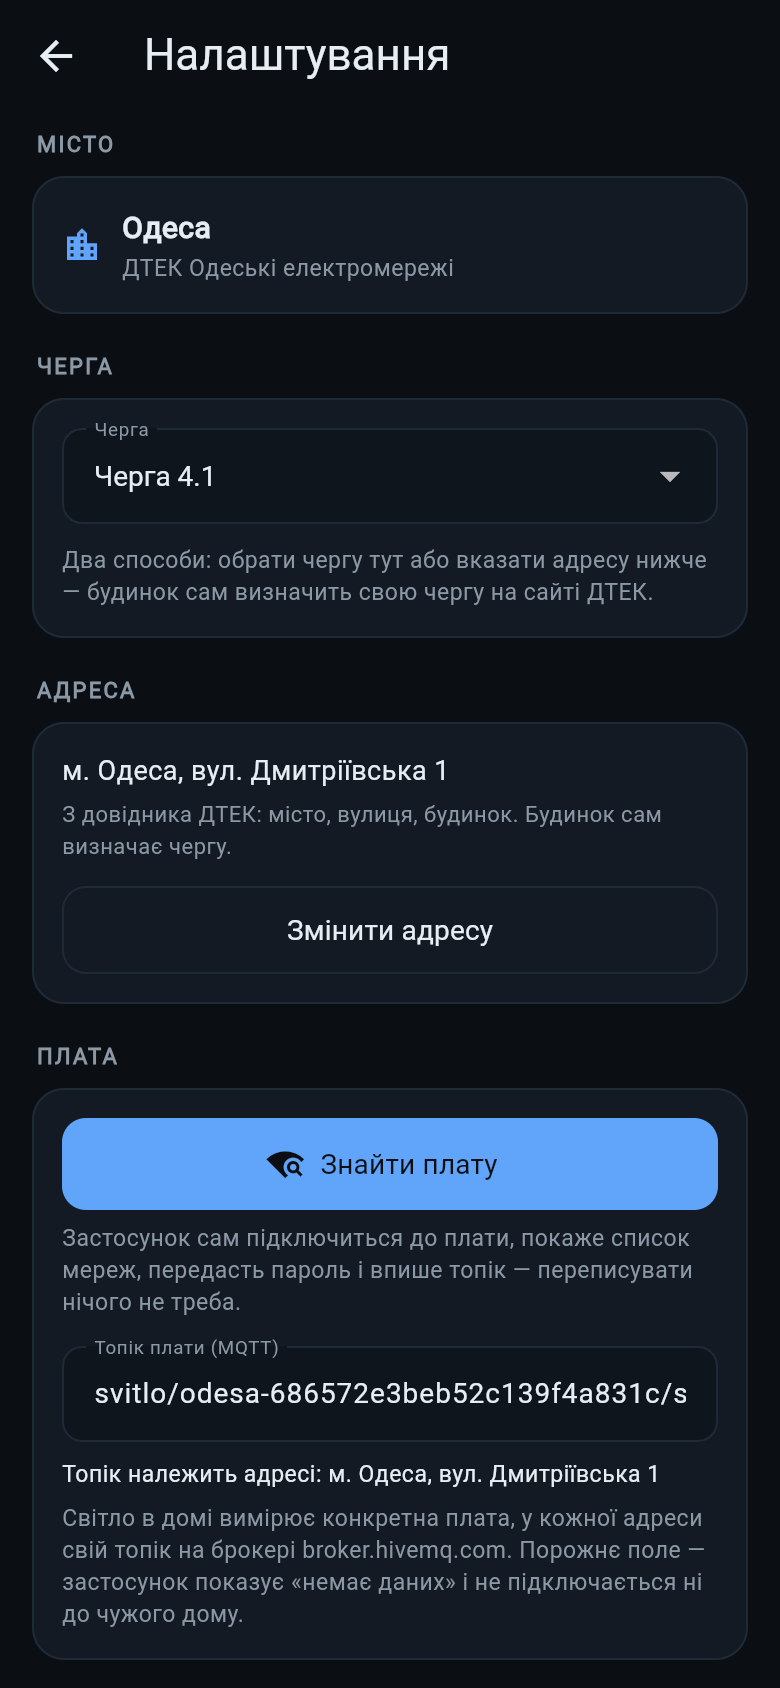 Налаштування
МІСТО
Одеса
ДТЕК Одеські електромережі
ЧЕРГА
Черга
Черга 4.1
Два способи: обрати чергу тут або вказати адресу нижче
— будинок сам визначить свою чергу на сайті ДТЕК.
АДРЕСА
м. Одеса, вул. Дмитріївська 1
З довідника ДТЕК: місто, вулиця, будинок. Будинок сам
визначає чергу.
Змінити адресу
ПЛАТА
Знайти плату
Застосунок сам підключиться до плати, покаже список
мереж, передасть пароль і впише топік — переписувати
нічого не треба.
Топік плати (MQTT)
svitlo/odesa-686572e3beb52c139f4a831c/s
Топік належить адресі: м. Одеса, вул. Дмитріївська 1
Світло в домі вимірює конкретна плата, у кожної адреси
свій топік на брокері broker.hivemq.com. Порожнє поле —
застосунок показує «немає даних» і не підключається ні
до чужого дому.